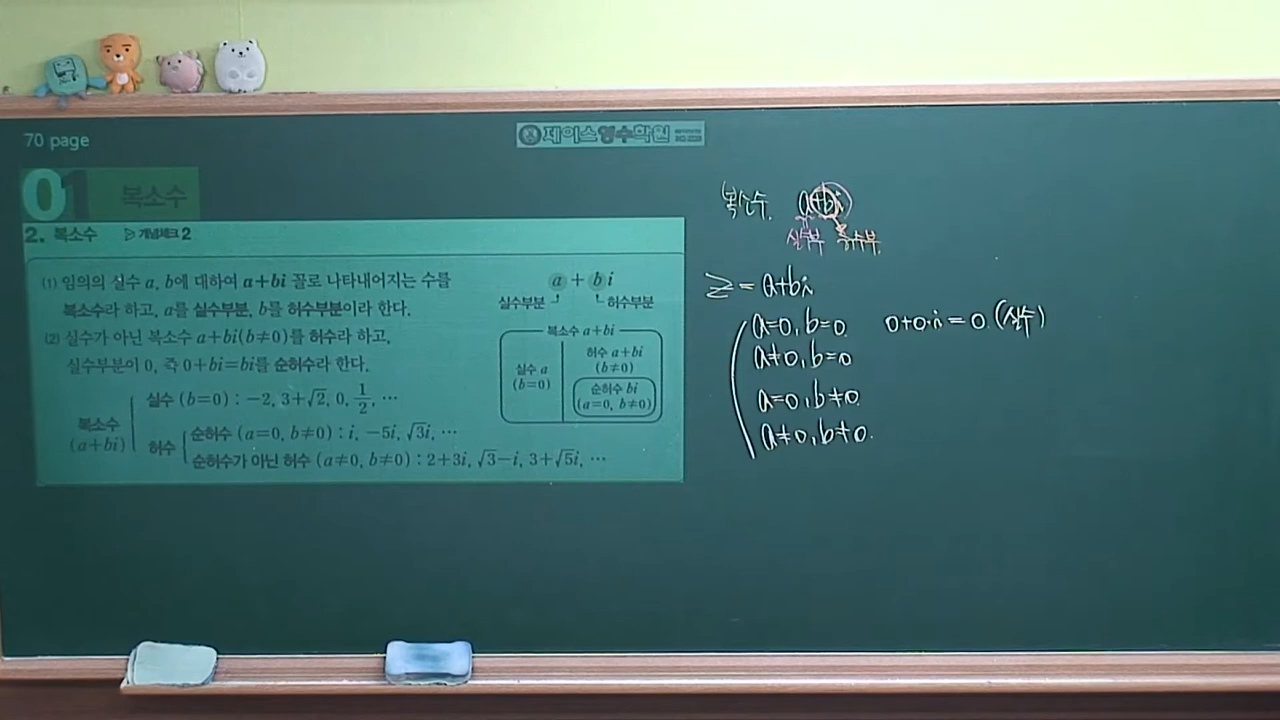 70 page
제이스영수학원
01 복소수
2. 복소수 ▷개념체크 2
(1) 임의의 실수 a, b에 대하여 a+bi 꼴로 나타내어지는 수를
복소수라 하고, a를 실수부분, b를 허수부분이라 한다.
(2) 실수가 아닌 복소수 a+bi(b≠0)를 허수라 하고,
실수부분이 0, 즉 0+bi=bi를 순허수라 한다.
복소수 (a+bi)
실수 (b=0) : -2, 3+√2, 0, 1/2, ⋯
허수
순허수 (a=0, b≠0) : i, -5i, √3i, ⋯
순허수가 아닌 허수 (a≠0, b≠0) : 2+3i, √3-i, 3+√5i, ⋯
a + b i
실수부분 허수부분
복소수 a+bi
실수 a
(b=0)
허수 a+bi
(b≠0)
순허수 bi
(a=0, b≠0)
복소수. a+bi
실수부 허수부
z = a+bi
a=0, b=0. 0+0·i = 0 (실수)
a≠0, b=0
a=0, b≠0.
a≠0, b≠0.